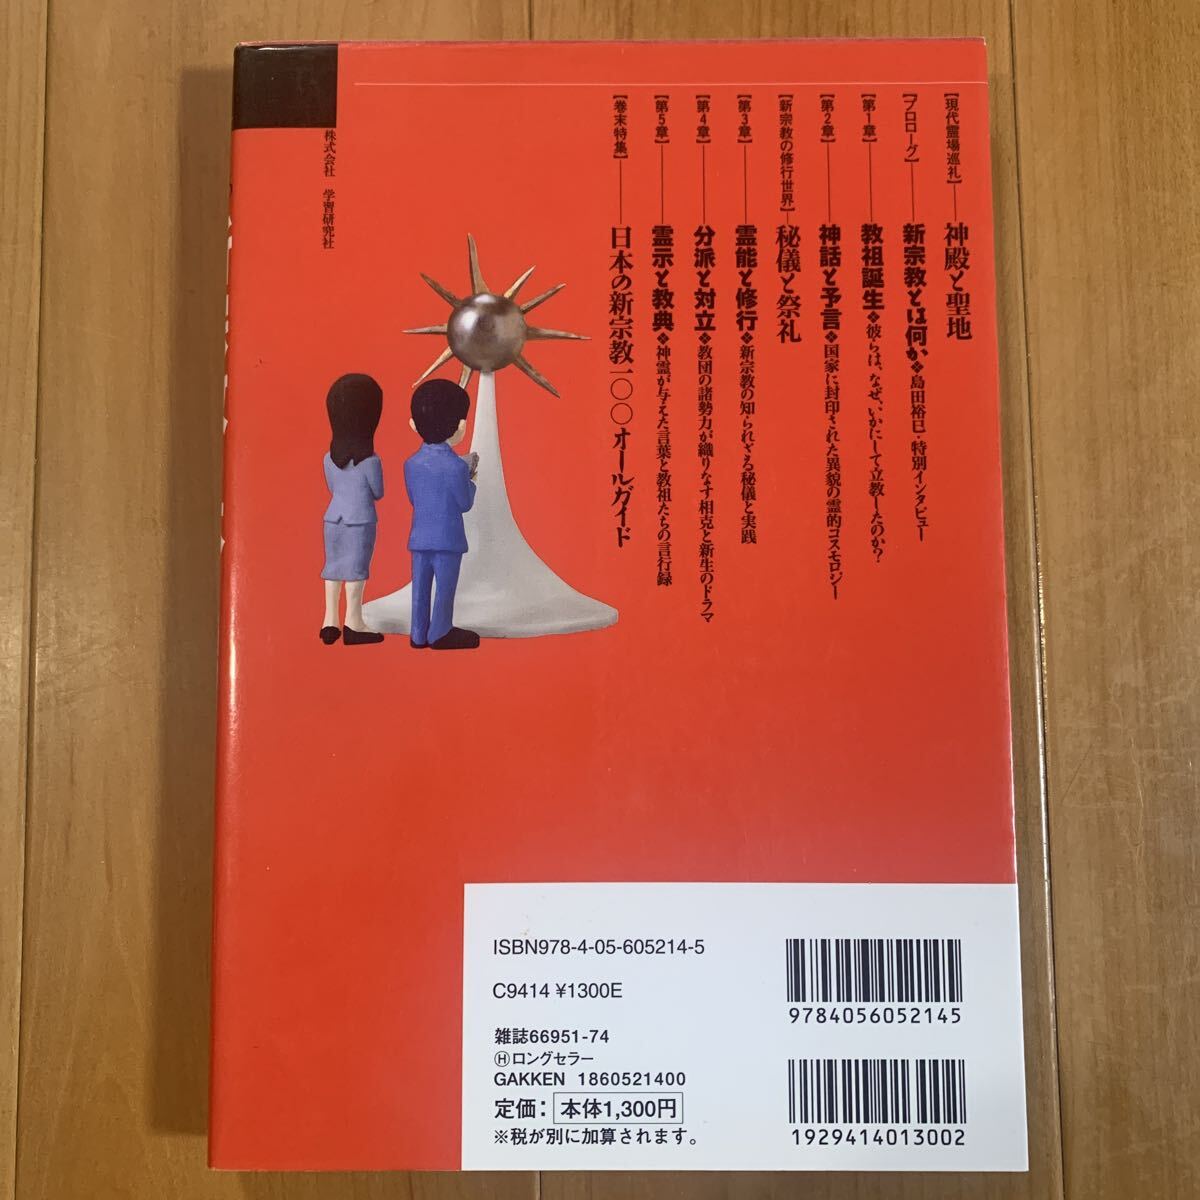 【現代霊場巡礼】――神殿と聖地
【プロローグ】――新宗教とは何か❖島田裕巳・特別インタビュー
【第1章】――教祖誕生❖彼らは、なぜ、いかにして立教したのか?
【第2章】――神話と予言❖国家に封印された異貌の霊的コスモロジー
【新宗教の修行世界】――秘儀と祭礼
【第3章】――霊能と修行❖新宗教の知られざる秘儀と実践
【第4章】――分派と対立❖教団の諸勢力が織りなす相克と新生のドラマ
【第5章】――霊示と教典❖神霊が与えた言葉と教祖たちの言行録
【巻末特集】――日本の新宗教一〇〇オールガイド
株式会社 学習研究社
ISBN978-4-05-605214-5
C9414 ¥1300E
雑誌66951-74
Ⓗロングセラー
GAKKEN 1860521400
定価: 本体1,300円
※税が別に加算されます。
9784056052145
1929414013002